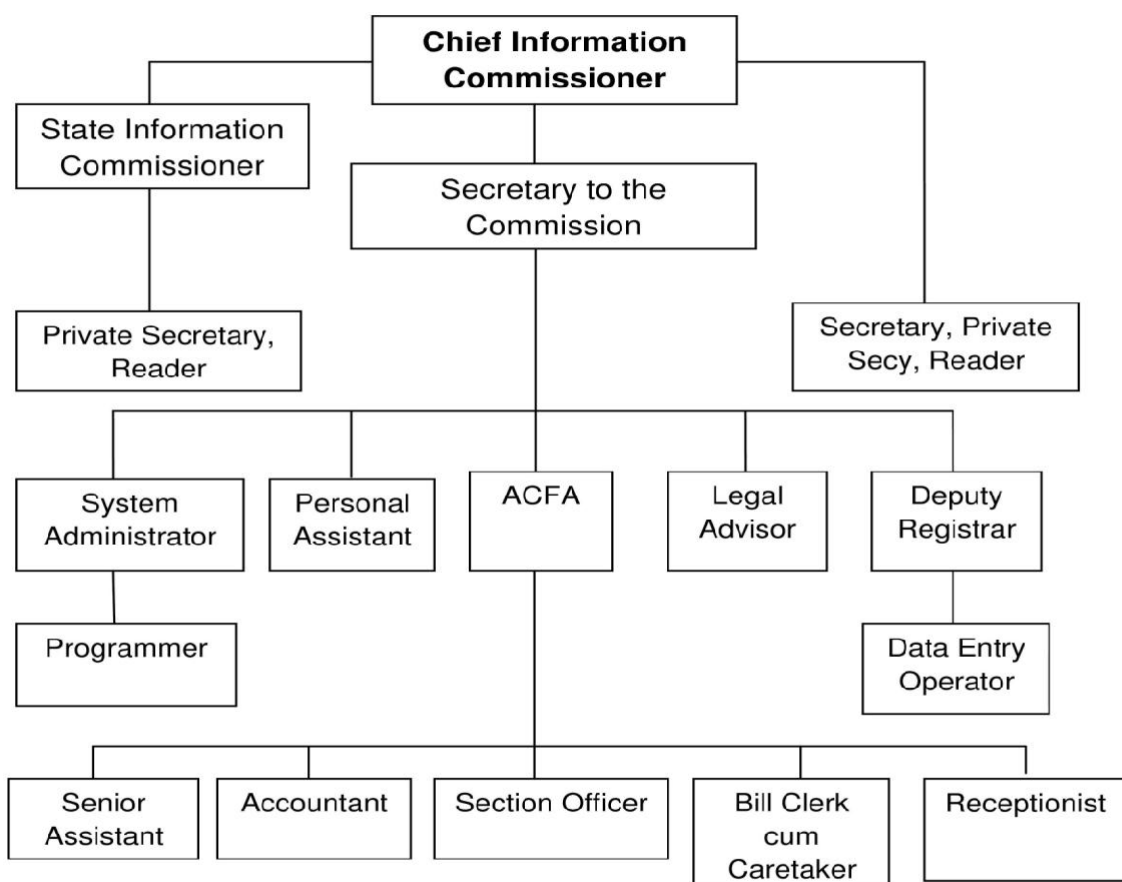 Chief Information
Commissioner
State Information
Commissioner
Secretary to the
Commission
Private Secretary,
Reader
Secretary, Private
Secy, Reader
System
Administrator
Personal
Assistant
ACFA
Legal
Advisor
Deputy
Registrar
Programmer
Data Entry
Operator
Senior
Assistant
Accountant
Section Officer
Bill Clerk
cum
Caretaker
Receptionist